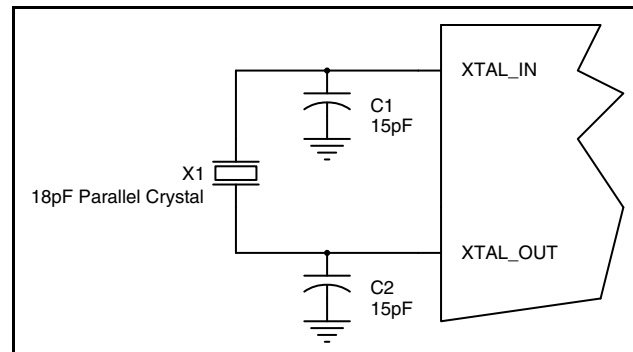 XTAL_IN
C1
15pF
X1
18pF Parallel Crystal
XTAL_OUT
C2
15pF